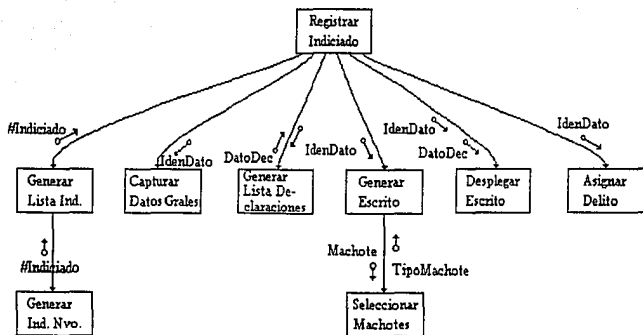 Registrar
Indiciado
#Indiciado
IdenDato
DatoDec
IdenDato
IdenDato
DatoDec
IdenDato
Generar
Lista Ind.
Capturar
Datos Grales
Generar
Lista De-
claraciones
Generar
Escrito
Desplegar
Escrito
Asignar
Delito
#Indiciado
Machote
TipoMachote
Generar
Ind. Nvo.
Seleccionar
Machotes